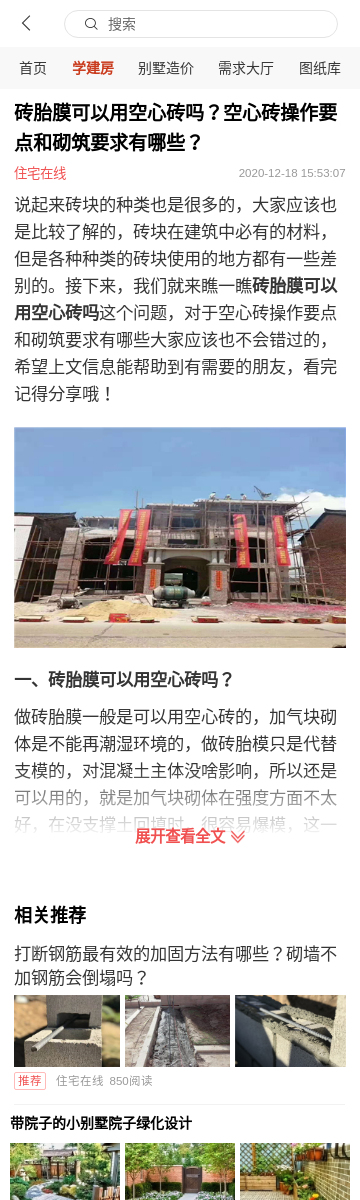 搜索
首页 学建房 别墅造价 需求大厅 图纸库
砖胎膜可以用空心砖吗？空心砖操作要
点和砌筑要求有哪些？
住宅在线 2020-12-18 15:53:07
说起来砖块的种类也是很多的，大家应该也
是比较了解的，砖块在建筑中必有的材料，
但是各种种类的砖块使用的地方都有一些差
别的。接下来，我们就来瞧一瞧砖胎膜可以
用空心砖吗这个问题，对于空心砖操作要点
和砌筑要求有哪些大家应该也不会错过的，
希望上文信息能帮助到有需要的朋友，看完
记得分享哦！
一、砖胎膜可以用空心砖吗？
做砖胎膜一般是可以用空心砖的，加气块砌
体是不能再潮湿环境的，做砖胎模只是代替
支模的，对混凝土主体没啥影响，所以还是
可以用的，就是加气块砌体在强度方面不太
好，在没支撑土回填时，很容易爆模，这一
展开查看全文
相关推荐
打断钢筋最有效的加固方法有哪些？砌墙不
加钢筋会倒塌吗？
推荐 住宅在线 850阅读
带院子的小别墅院子绿化设计